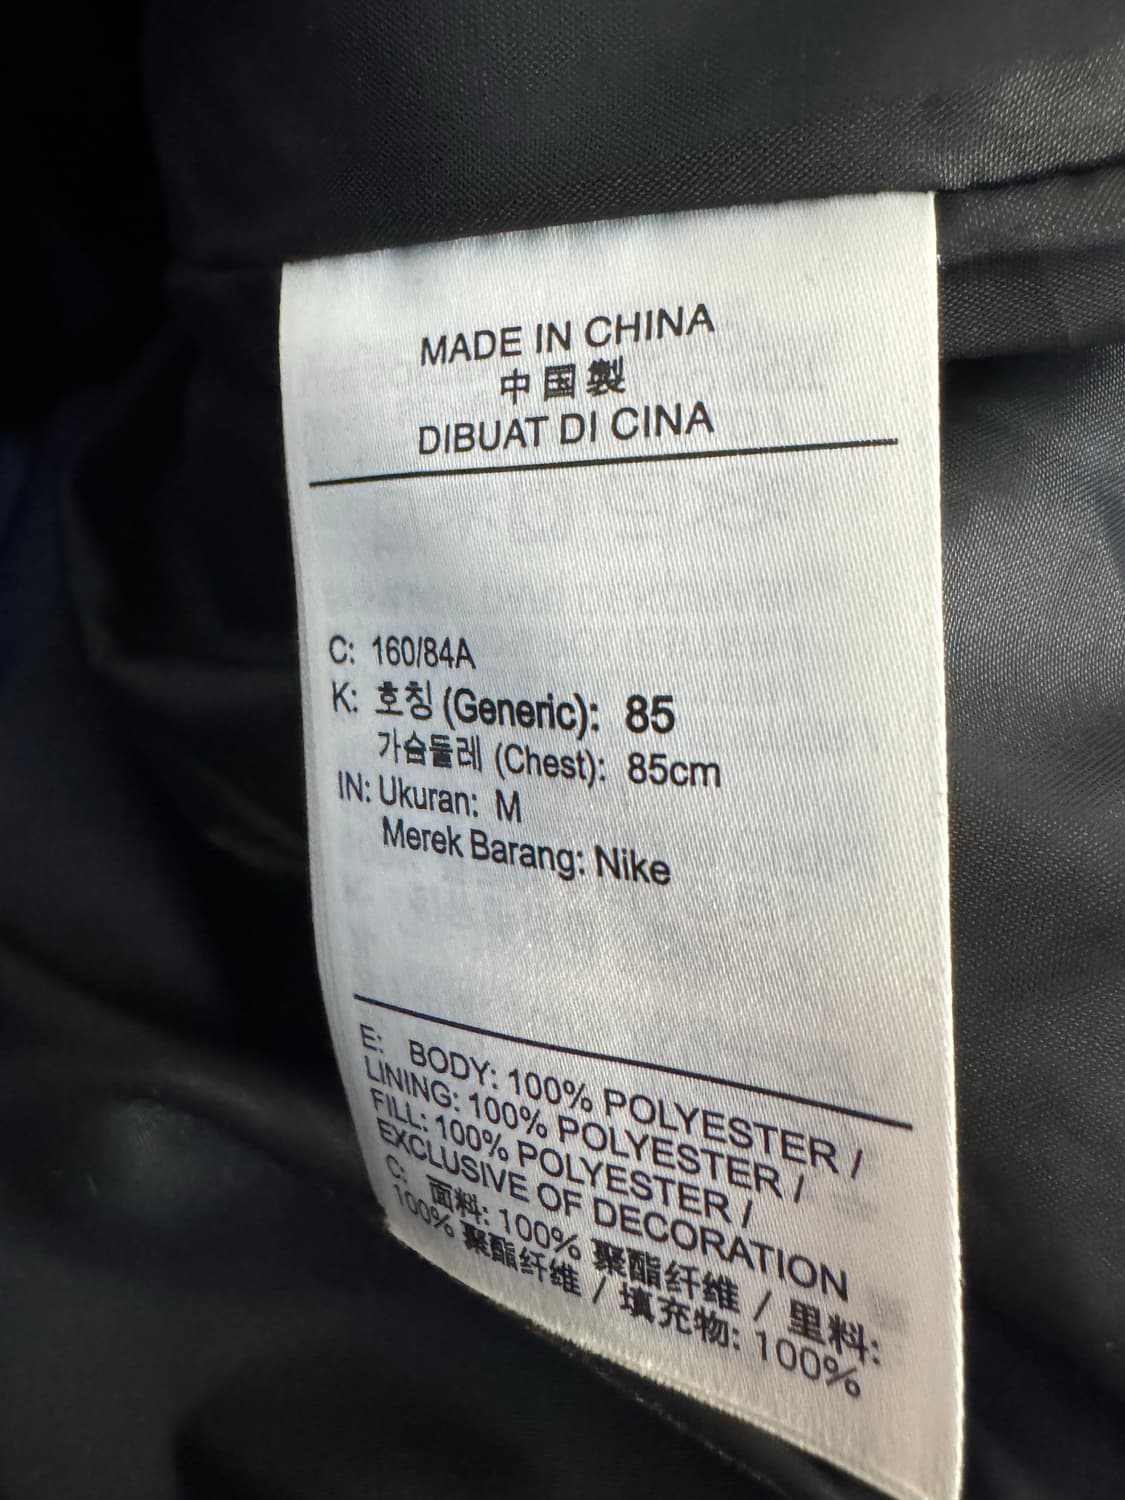 MADE IN CHINA
中国製
DIBUAT DI CINA
C: 160/84A
K: 호칭 (Generic): 85
가슴둘레 (Chest): 85cm
IN: Ukuran: M
Merek Barang: Nike
E: BODY: 100% POLYESTER /
LINING: 100% POLYESTER /
FILL: 100% POLYESTER /
EXCLUSIVE OF DECORATION
C: 面料: 100% 聚酯纤维 / 里料:
100% 聚酯纤维 / 填充物: 100%